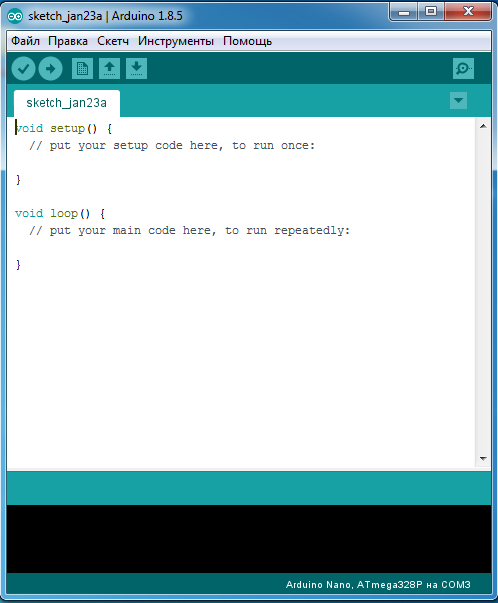 sketch_jan23a | Arduino 1.8.5
Файл Правка Скетч Инструменты Помощь
sketch_jan23a
void setup() {
  // put your setup code here, to run once:
}
void loop() {
  // put your main code here, to run repeatedly:
}
Arduino Nano, ATmega328P на COM3